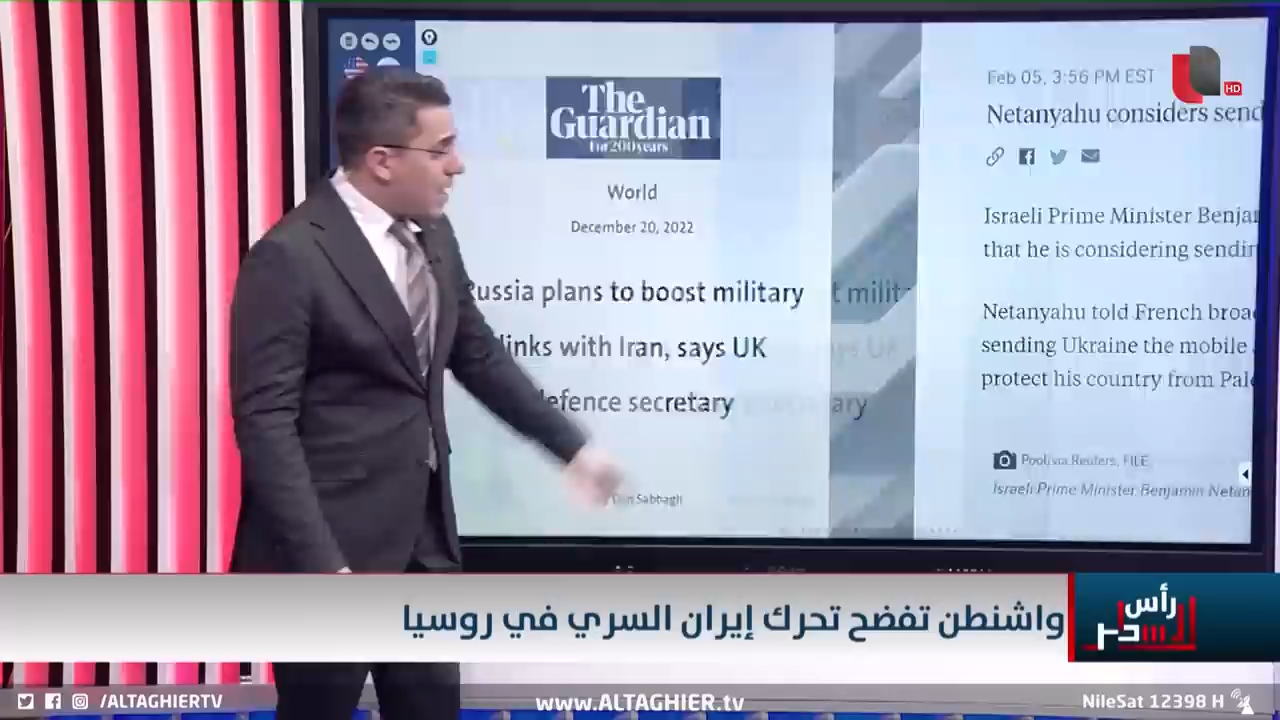 The
Guardian
For 200 years
World
December 20, 2022
Russia plans to boost military
links with Iran, says UK
defence secretary
Dan Sabbagh
Feb 05, 3:56 PM EST
HD
Netanyahu considers send
Israeli Prime Minister Benja
that he is considering sendin
Netanyahu told French broa
sending Ukraine the mobile
protect his country from Pale
Pool via Reuters, FILE
Israeli Prime Minister Benjamin Netan
واشنطن تفضح تحرك إيران السري في روسيا
رأس
السطر
/ALTAGHIERTV
www.ALTAGHIER.tv
NileSat 12398 H